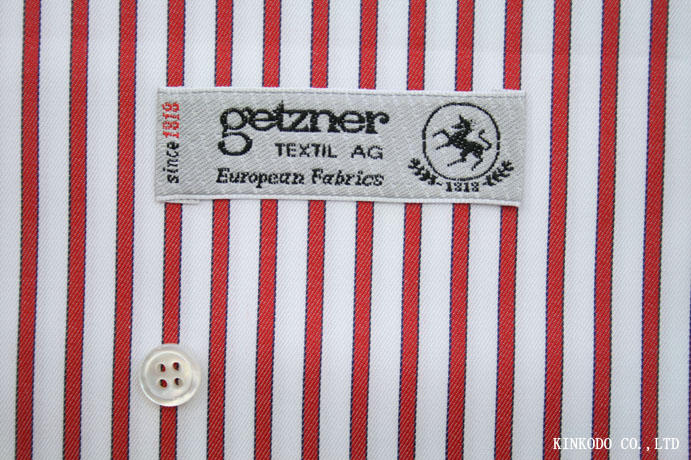 since 1818
getzner
TEXTIL AG
European Fabrics
-1818-
KINKODO CO.,LTD